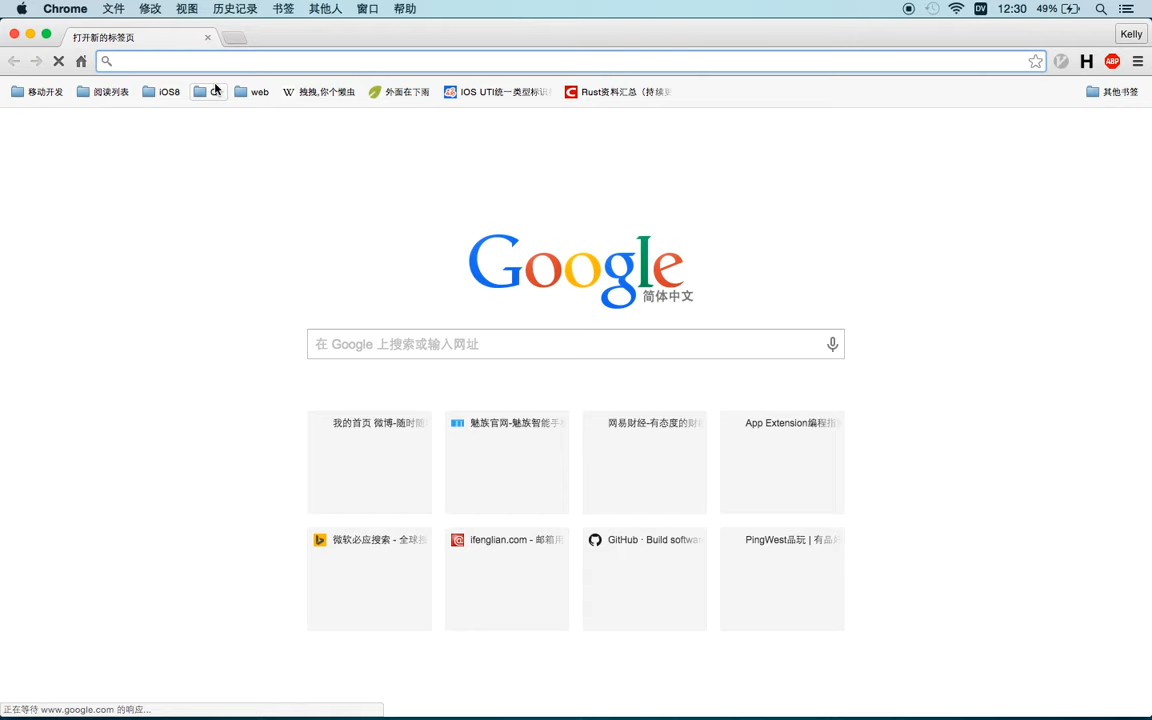 Chrome 文件 修改 视图 历史记录 书签 其他人 窗口 帮助 DV 12:30 49%
打开新的标签页 Kelly
H ABP
移动开发 阅读列表 iOS8 web 拽拽,你个懒虫 外面在下雨 IOS UTI统一类型标识 Rust资料汇总（持续 其他书签
Google
简体中文
在 Google 上搜索或输入网址
我的首页 微博-随时随 魅族官网-魅族智能手 网易财经-有态度的财 App Extension编程指
微软必应搜索 - 全球 ifenglian.com - 邮箱用 GitHub · Build softwa PingWest品玩 | 有品
正在等待 www.google.com 的响应...